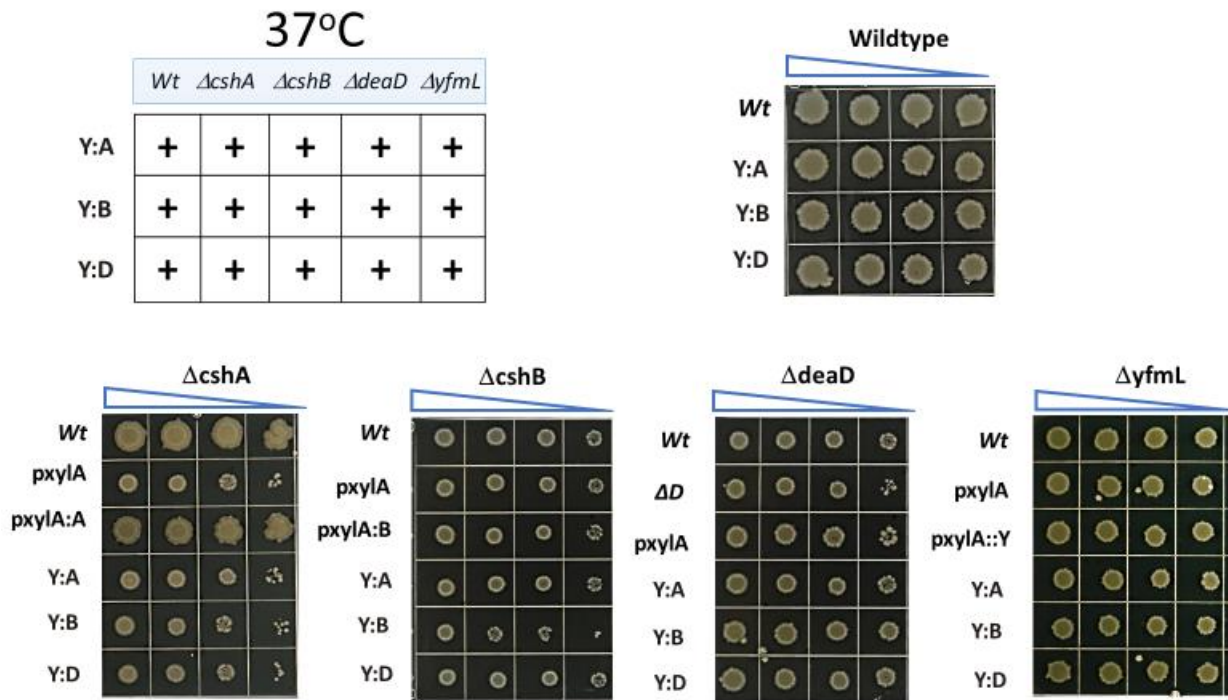 37°C
Wt ΔcshA ΔcshB ΔdeaD ΔyfmL
Y:A + + + + +
Y:B + + + + +
Y:D + + + + +
Wildtype
Wt
Y:A
Y:B
Y:D
ΔcshA
Wt
pxylA
pxylA:A
Y:A
Y:B
Y:D
ΔcshB
Wt
pxylA
pxylA:B
Y:A
Y:B
Y:D
ΔdeaD
Wt
ΔD
pxylA
Y:A
Y:B
Y:D
ΔyfmL
Wt
pxylA
pxylA::Y
Y:A
Y:B
Y:D